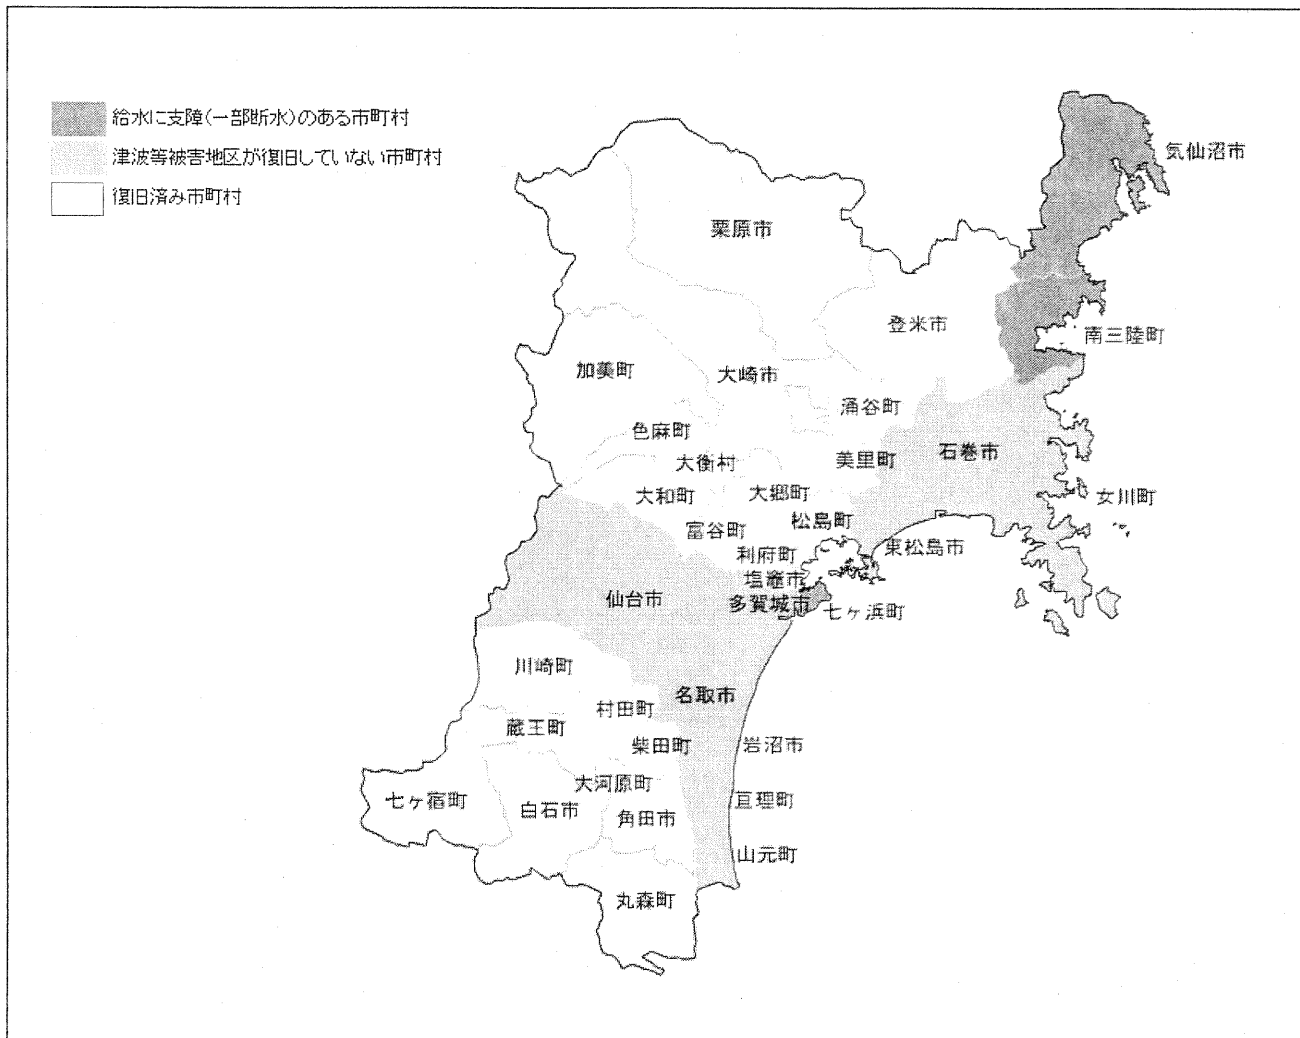 給水に支障(一部断水)のある市町村
津波等被害地区が復旧していない市町村
復旧済み市町村
気仙沼市
栗原市
登米市
南三陸町
加美町
大崎市
涌谷町
色麻町
石巻市
大衡村
美里町
大和町
大郷町
女川町
松島町
富谷町
利府町
東松島市
塩竈市
仙台市
多賀城市
七ヶ浜町
川崎町
名取市
村田町
蔵王町
柴田町
岩沼市
大河原町
七ヶ宿町
白石市
亘理町
角田市
山元町
丸森町